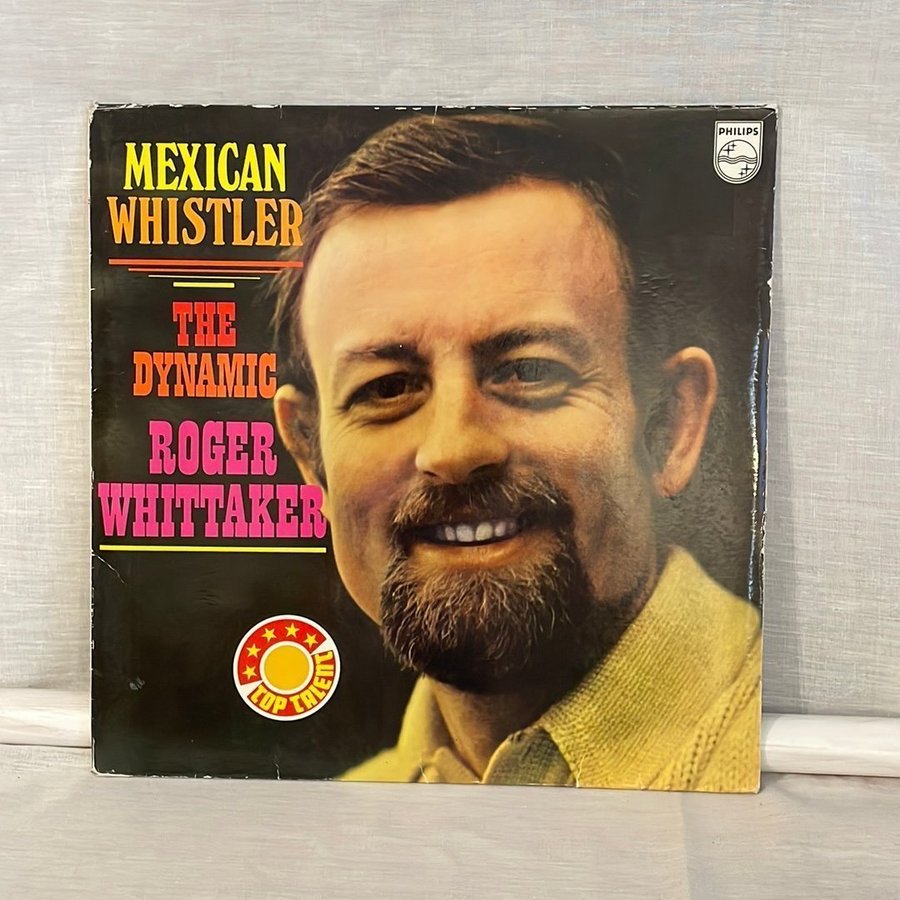 MEXICAN
WHISTLER
THE
DYNAMIC
ROGER
WHITTAKER
TOP TALENT
PHILIPS